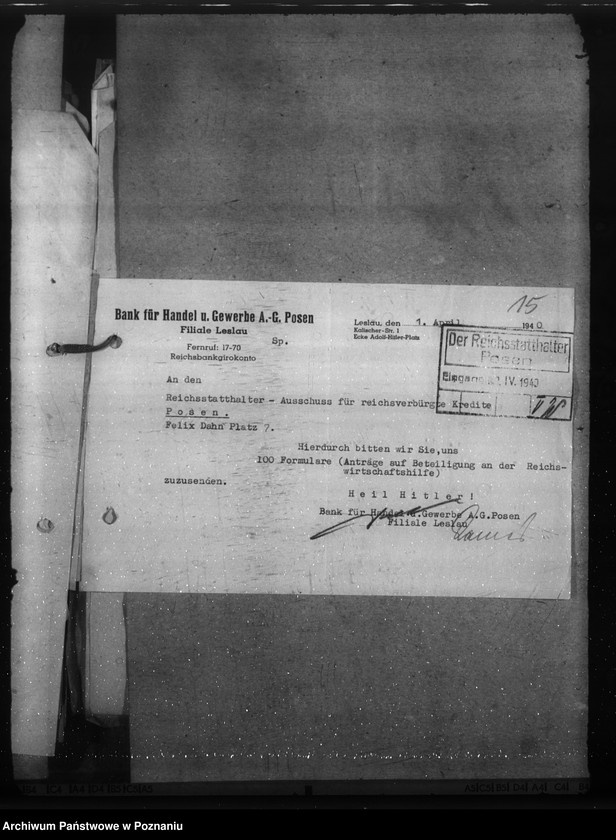 15
Bank für Handel u. Gewerbe A.-G. Posen
Filiale Leslau
Fernruf: 17-70
Reichsbankgirokonto
Sp.
Leslau, den 1. April 1940
Kalischer-Str. 1
Ecke Adolf-Hitler-Platz
Der Reichsstatthalter
Posen
Eingang IV. 1940
An den
Reichsstatthalter - Ausschuss für reichsverbürgte Kredite
Posen.
Felix Dahn Platz 7.
Hierdurch bitten wir Sie,uns
100 Formulare (Anträge auf Beteiligung an der Reichs-
wirtschaftshilfe)
zuzusenden.
Heil Hitler!
Bank für Handel u.Gewerbe A.G.Posen
Filiale Leslau
Archiwum Państwowe w Poznaniu